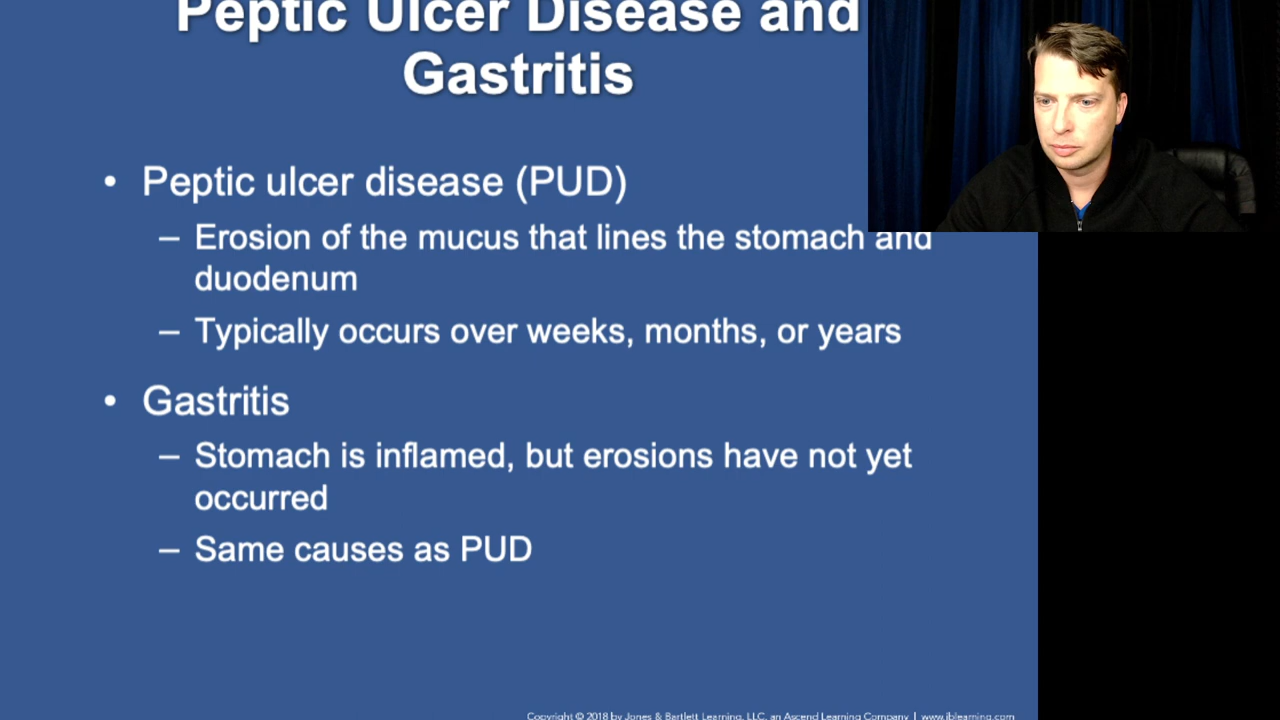 Peptic Ulcer Disease and
Gastritis
• Peptic ulcer disease (PUD)
– Erosion of the mucus that lines the stomach and
duodenum
– Typically occurs over weeks, months, or years
• Gastritis
– Stomach is inflamed, but erosions have not yet
occurred
– Same causes as PUD
Copyright © 2018 by Jones & Bartlett Learning, LLC, an Ascend Learning Company | www.jblearning.com